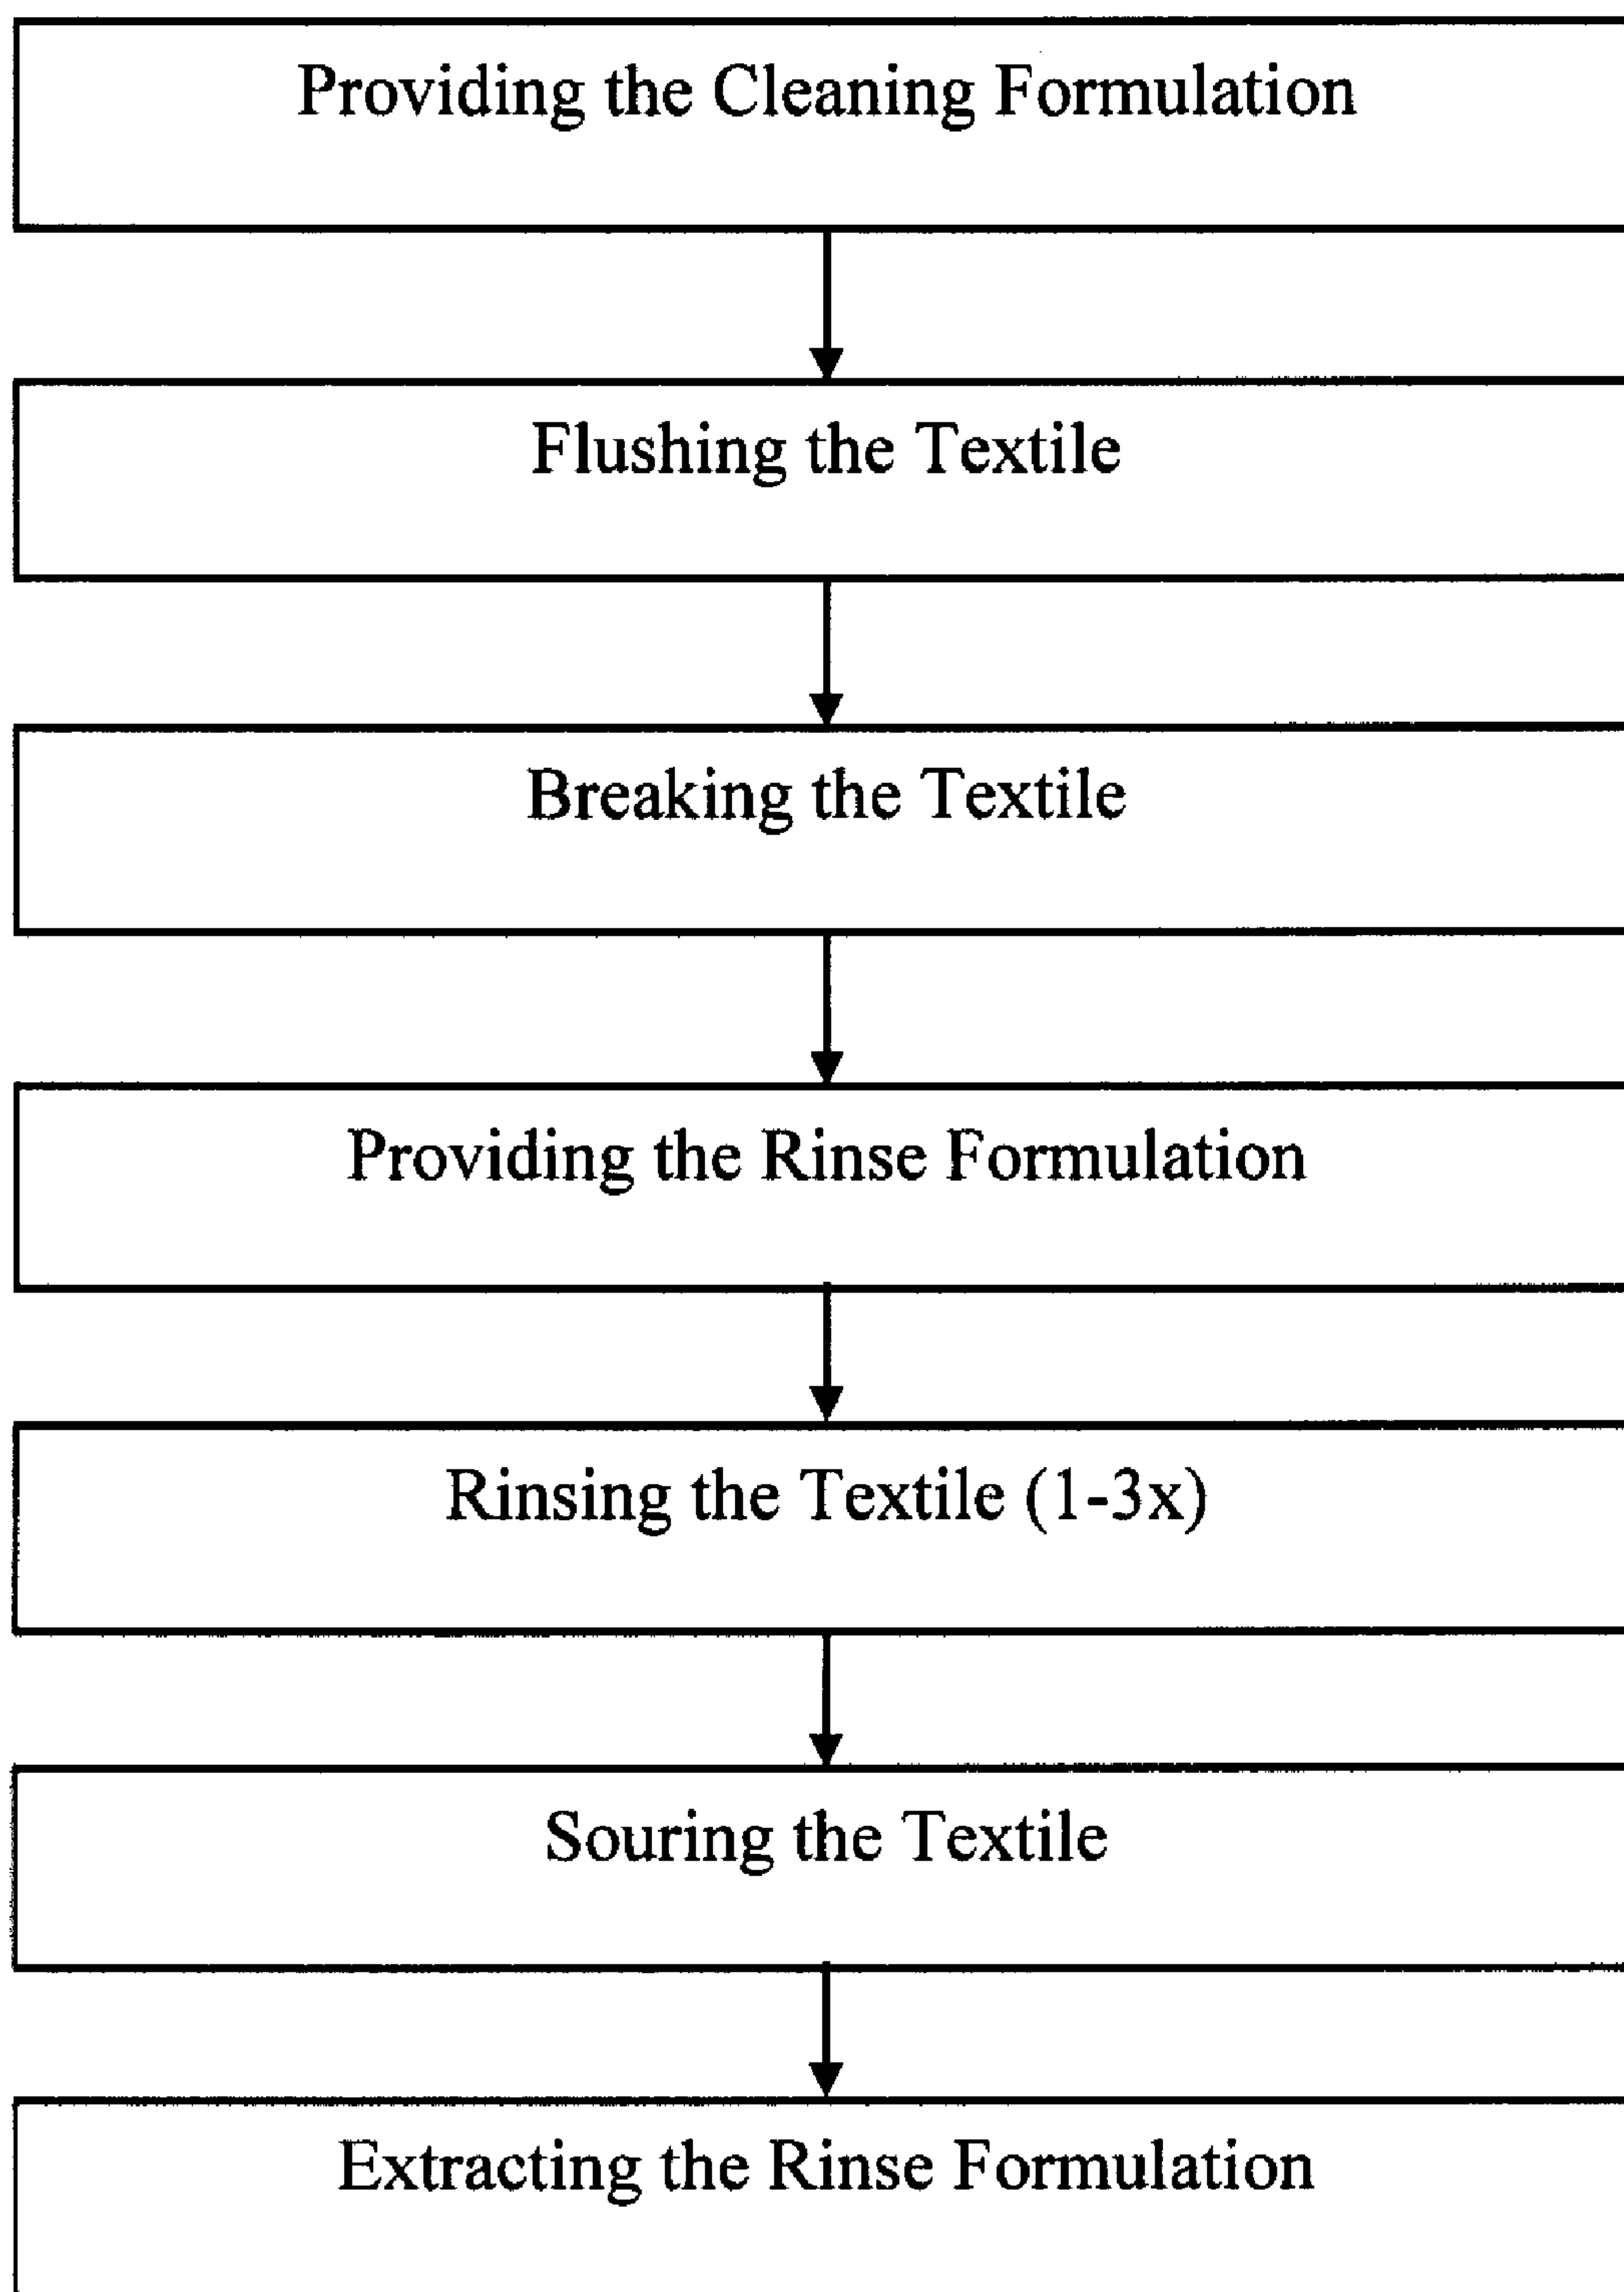 Providing the Cleaning Formulation
Flushing the Textile
Breaking the Textile
Providing the Rinse Formulation
Rinsing the Textile (1-3x)
Souring the Textile
Extracting the Rinse Formulation